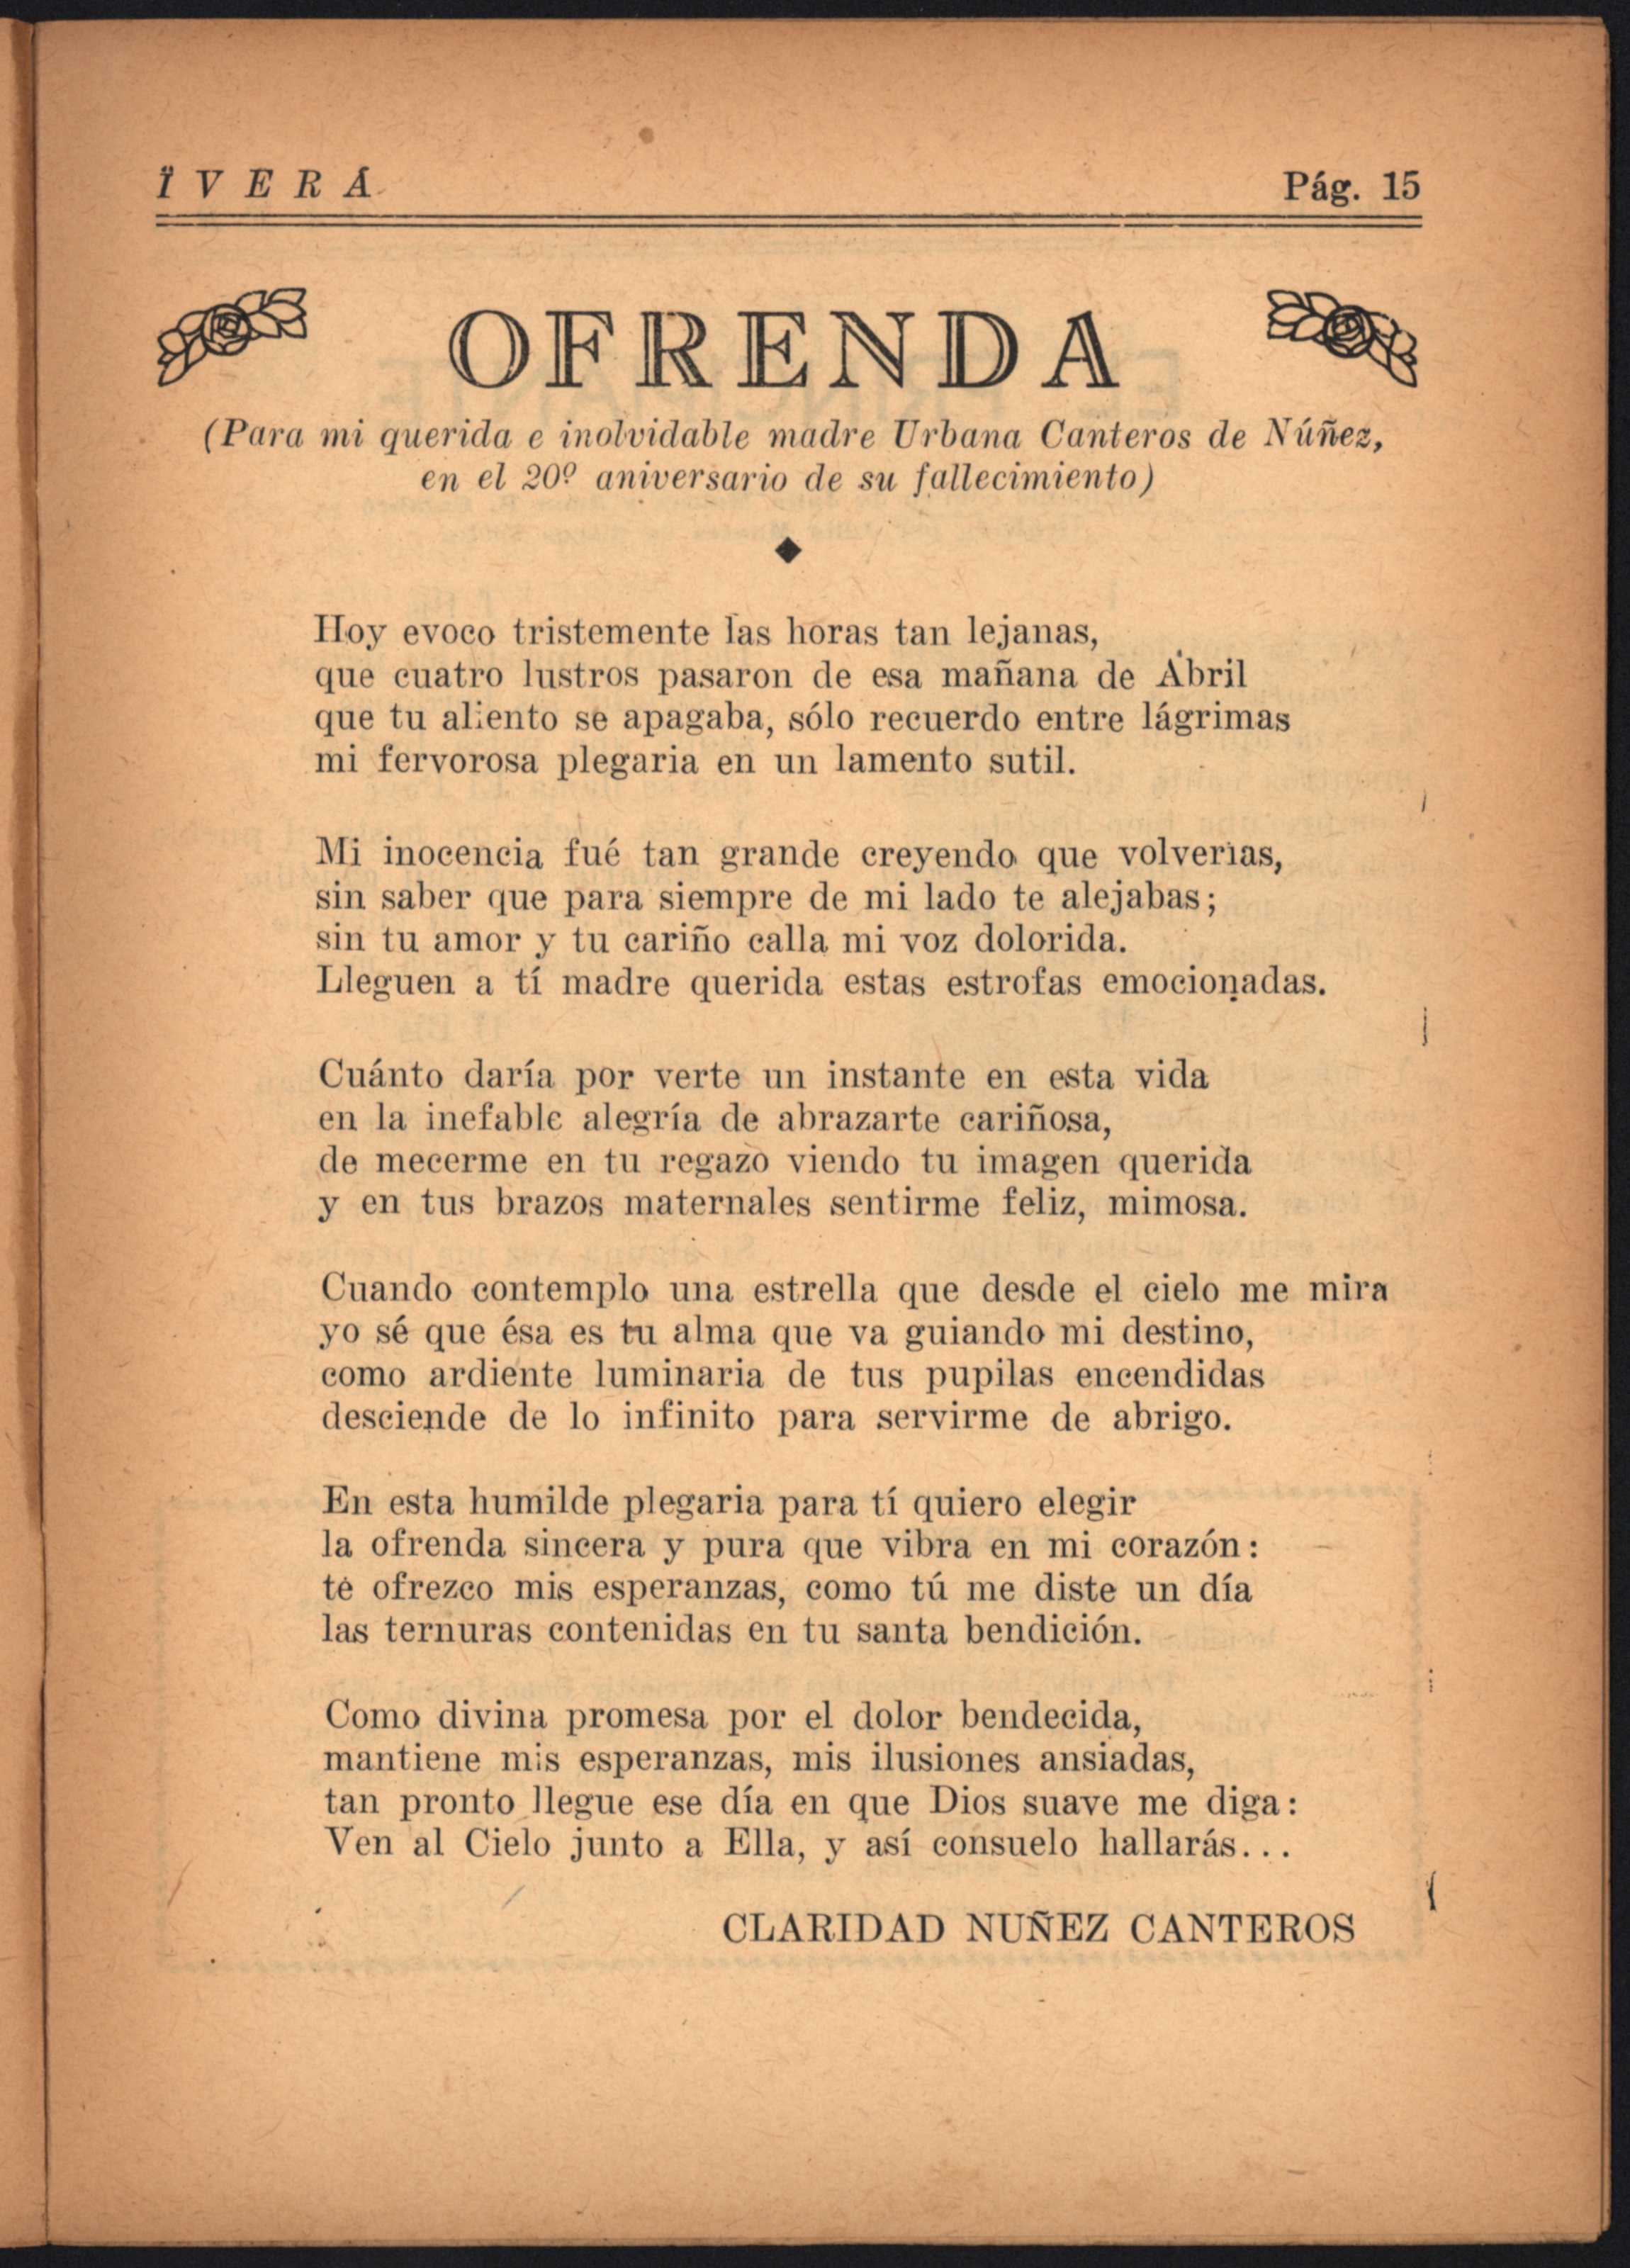 ÏVERÁ
Pág. 15
OFRENDA
(Para mi querida e inolvidable madre Urbana Canteros de Núñez,
en el 20º aniversario de su fallecimiento)
Hoy evoco tristemente las horas tan lejanas,
que cuatro lustros pasaron de esa mañana de Abril
que tu aliento se apagaba, sólo recuerdo entre lágrimas
mi fervorosa plegaria en un lamento sutil.
Mi inocencia fué tan grande creyendo que volverías,
sin saber que para siempre de mi lado te alejabas;
sin tu amor y tu cariño calla mi voz dolorida.
Lleguen a tí madre querida estas estrofas emocionadas.
Cuánto daría por verte un instante en esta vida
en la inefable alegría de abrazarte cariñosa,
de mecerme en tu regazo viendo tu imagen querida
y en tus brazos maternales sentirme feliz, mimosa.
Cuando contemplo una estrella que desde el cielo me mira
yo sé que ésa es tu alma que va guiando mi destino,
como ardiente luminaria de tus pupilas encendidas
desciende de lo infinito para servirme de abrigo.
En esta humilde plegaria para tí quiero elegir
la ofrenda sincera y pura que vibra en mi corazón:
te ofrezco mis esperanzas, como tú me diste un día
las ternuras contenidas en tu santa bendición.
Como divina promesa por el dolor bendecida,
mantiene mis esperanzas, mis ilusiones ansiadas,
tan pronto llegue ese día en que Dios suave me diga:
Ven al Cielo junto a Ella, y así consuelo hallarás...
CLARIDAD NUÑEZ CANTEROS